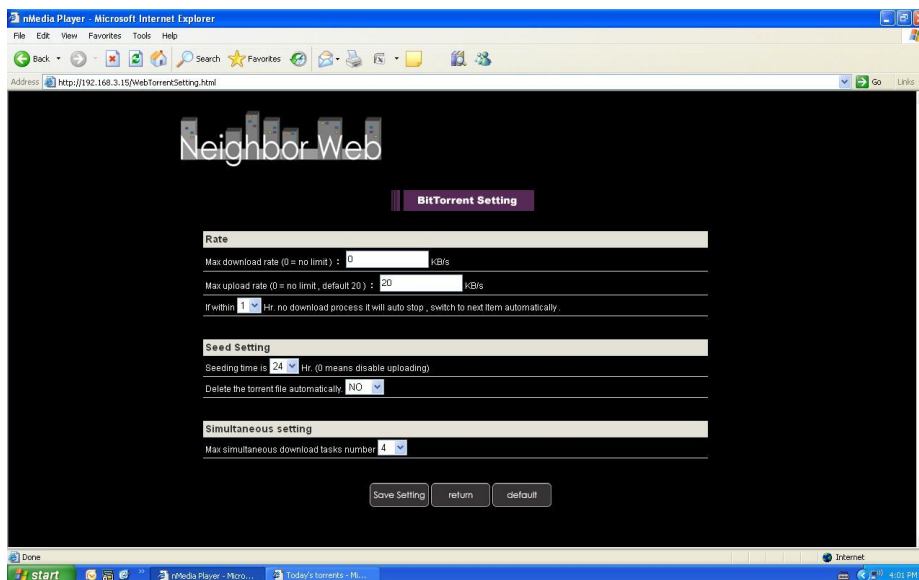 nMedia Player - Microsoft Internet Explorer
File Edit View Favorites Tools Help
Back Search Favorites
Address http://192.168.3.15/WebTorrentSetting.html Go Links
Neighbor Web
BitTorrent Setting
Rate
Max download rate (0 = no limit) : 0 KB/s
Max upload rate (0 = no limit , default 20 ) : 20 KB/s
If within 1 Hr. no download process it will auto stop , switch to next item automatically .
Seed Setting
Seeding time is 24 Hr. (0 means disable uploading)
Delete the torrent file automatically. NO
Simultaneous setting
Max simultaneous download tasks number 4
Save Setting return default
Done Internet
start nMedia Player - Micro... Today's torrents - Mi... 4:01 PM